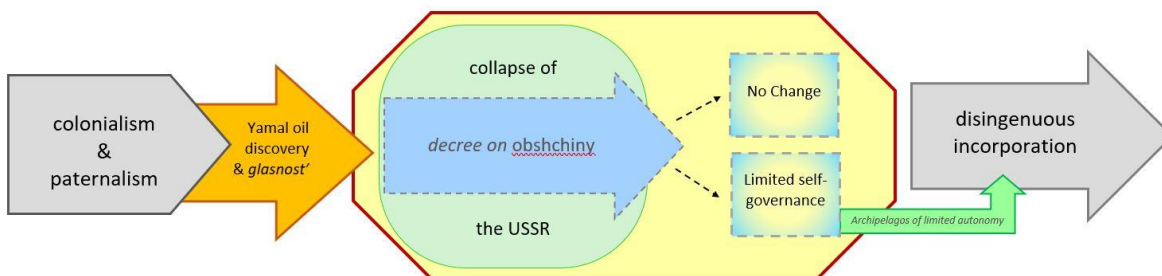 colonialism
&
paternalism
Yamal oil
discovery
& glasnost’
collapse of
decree on obshchiny
the USSR
No Change
Limited self-
governance
disingenuous
incorporation
Archipelagos of limited autonomy